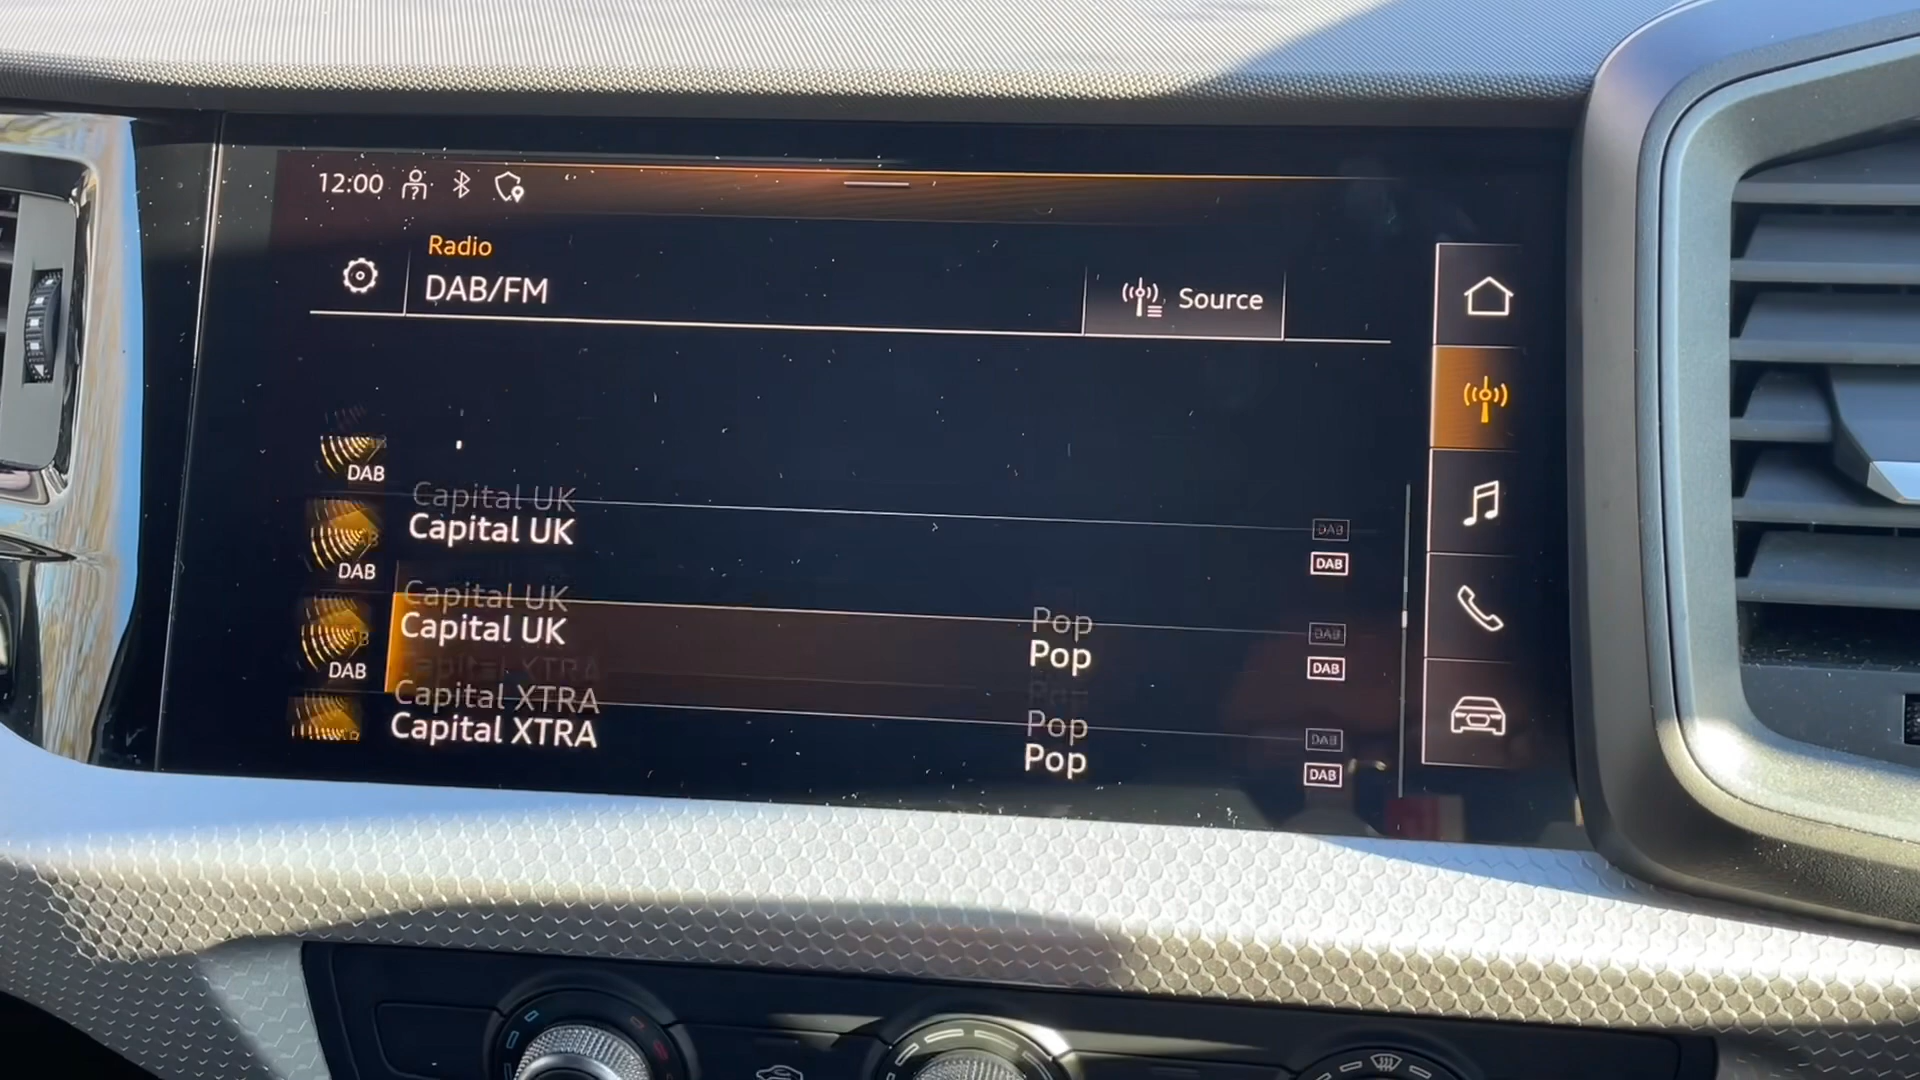 12:00
Radio
DAB/FM
Source
DAB
Capital UK
Capital UK
DAB
DAB
DAB
Capital UK
Pop
DAB
Capital UK
Pop
DAB
DAB
Capital XTRA
Pop
DAB
Capital XTRA
Pop
DAB